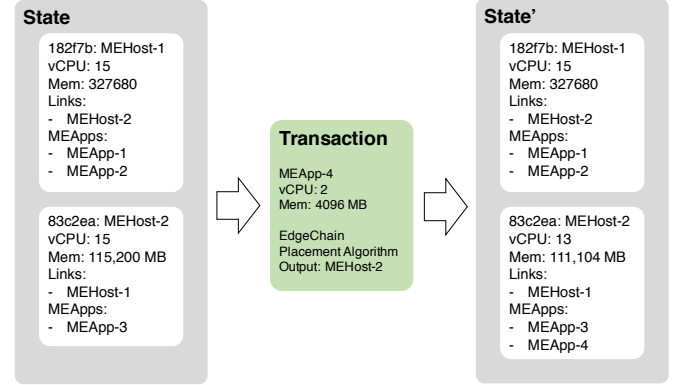 State
182f7b: MEHost-1
vCPU: 15
Mem: 327680
Links:
- MEHost-2
MEApps:
- MEApp-1
- MEApp-2
83c2ea: MEHost-2
vCPU: 15
Mem: 115,200 MB
Links:
- MEHost-1
MEApps:
- MEApp-3
Transaction
MEApp-4
vCPU: 2
Mem: 4096 MB
EdgeChain
Placement Algorithm
Output: MEHost-2
State’
182f7b: MEHost-1
vCPU: 15
Mem: 327680
Links:
- MEHost-2
MEApps:
- MEApp-1
- MEApp-2
83c2ea: MEHost-2
vCPU: 13
Mem: 111,104 MB
Links:
- MEHost-1
MEApps:
- MEApp-3
- MEApp-4